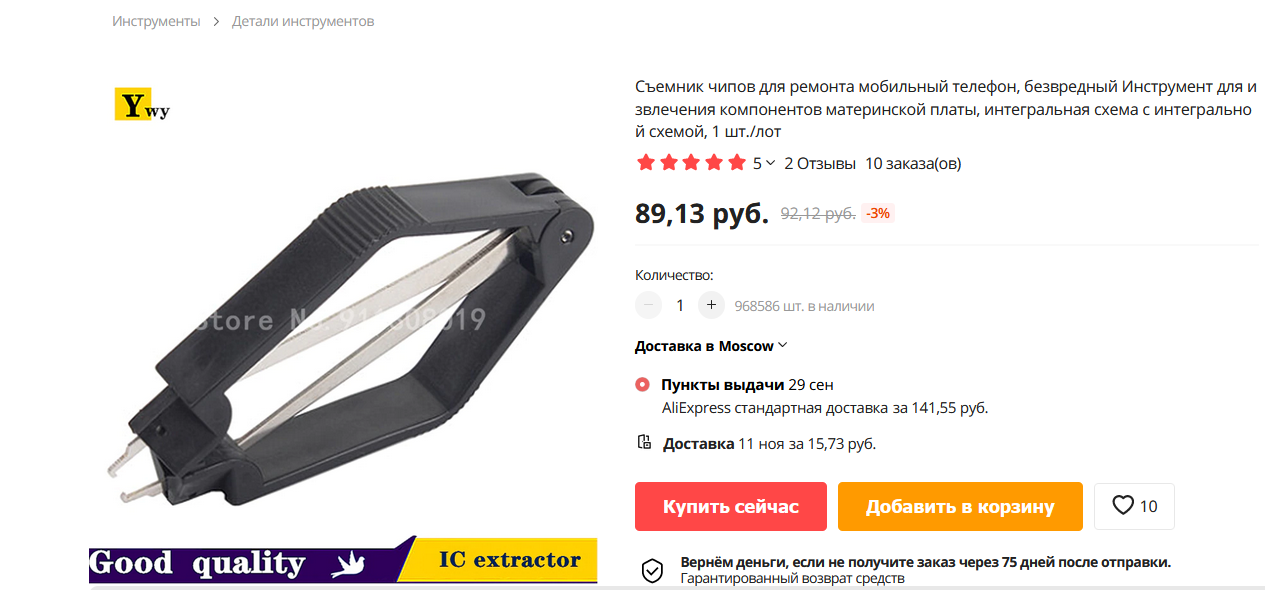 Инструменты > Детали инструментов
Ywy
Съемник чипов для ремонта мобильный телефон, безвредный Инструмент для и
звлечения компонентов материнской платы, интегральная схема с интегрально
й схемой, 1 шт./лот
5 2 Отзывы 10 заказа(ов)
89,13 руб. 92,12 руб. -3%
Количество:
− 1 + 968586 шт. в наличии
Доставка в Moscow
Пункты выдачи 29 сен
AliExpress стандартная доставка за 141,55 руб.
Доставка 11 ноя за 15,73 руб.
Купить сейчас
Добавить в корзину
10
Вернём деньги, если не получите заказ через 75 дней после отправки.
Гарантированный возврат средств
Store No.
Good quality
IC extractor